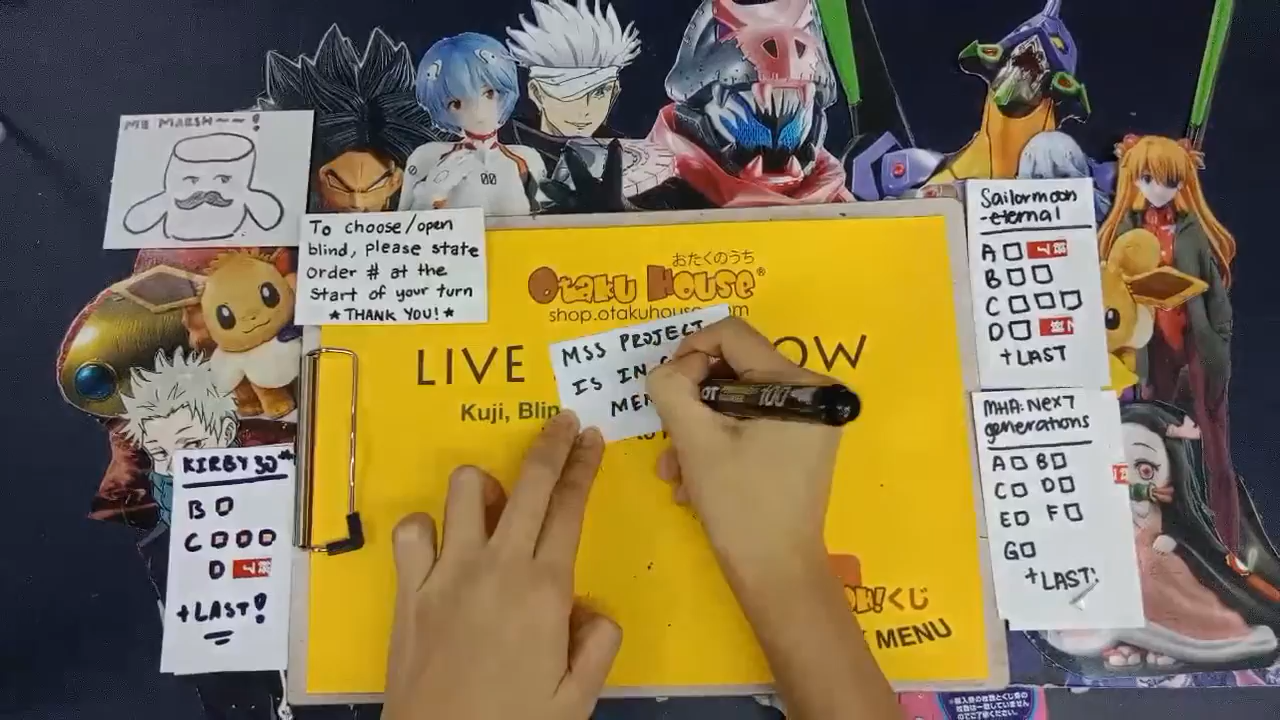 MR MARSH~~!
To choose/open
blind, please state
order # at the
start of your turn
★THANK YOU!★
KIRBY 30th
B
C
D
+LAST!
おたくのうち
Otaku House®
shop.otakuhouse.com
LIVE
OW
Kuji, Blin
MSS PROJECT
IS IN
ME
くじ
MENU
Sailormoon
-eternal
A
B
C
D
+LAST
MHA: Next
generations
A B
C D
E F
G
+LAST!